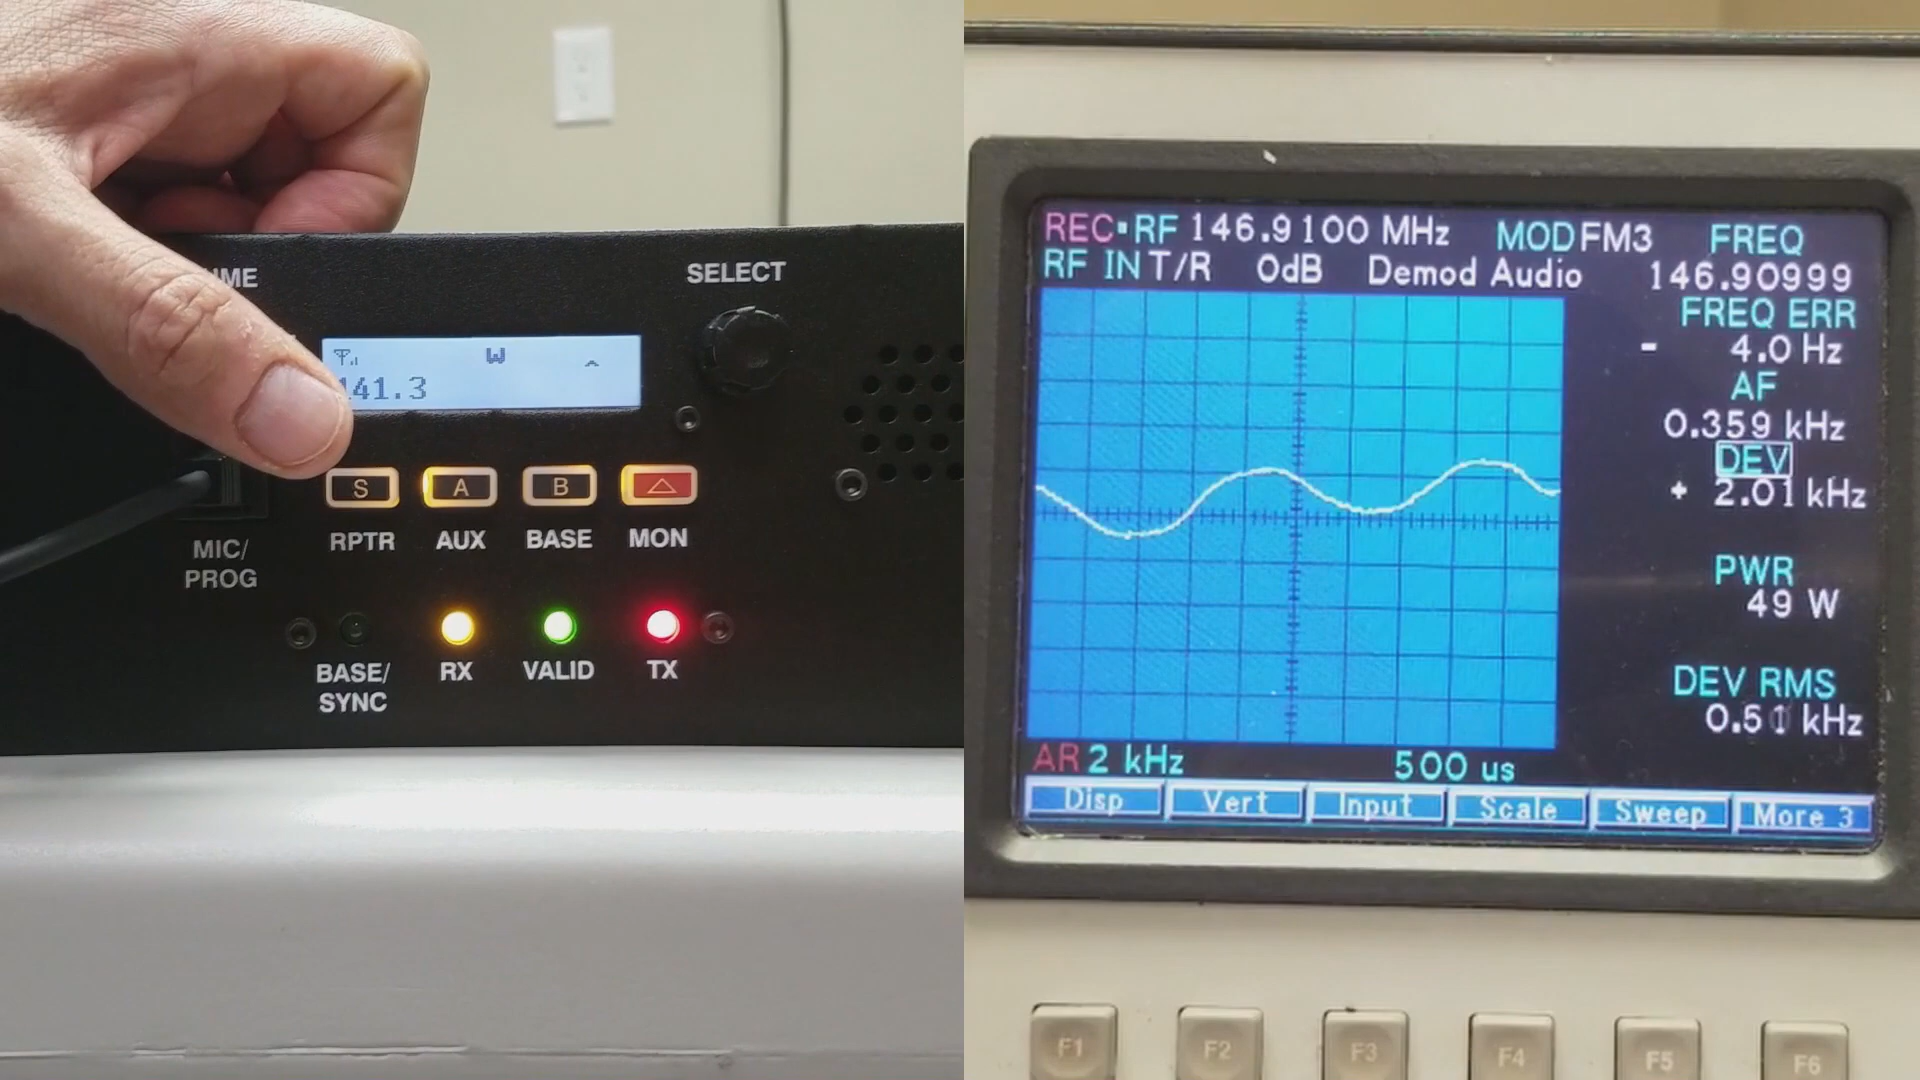 SELECT
W
141.3
S
A
B
RPTR
AUX
BASE
MON
MIC/
PROG
BASE/
SYNC
RX
VALID
TX
REC RF 146.9100 MHz MOD FM3 FREQ
RF IN T/R 0dB Demod Audio 146.90999
FREQ ERR
- 4.0 Hz
AF
0.359 kHz
DEV
+ 2.01 kHz
PWR
49 W
DEV RMS
kHz
AR 2 kHz 500 us
Disp Vert Input Scale Sweep More 3
F1 F2 F3 F4 F5 F6